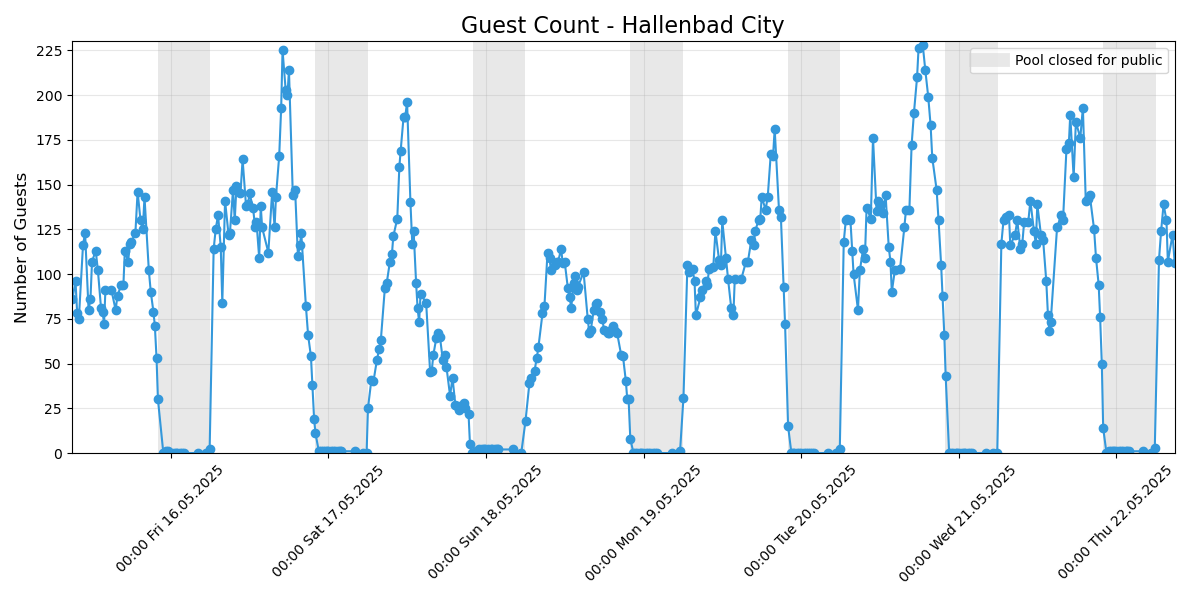 Guest Count - Hallenbad City
Pool closed for public
Number of Guests
225
200
175
150
125
100
75
50
25
0
00:00 Fri 16.05.2025
00:00 Sat 17.05.2025
00:00 Sun 18.05.2025
00:00 Mon 19.05.2025
00:00 Tue 20.05.2025
00:00 Wed 21.05.2025
00:00 Thu 22.05.2025